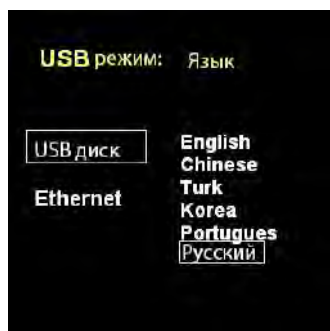 USB режим: Язык
USB диск
Ethernet
English
Chinese
Turk
Korea
Portugues
Русский